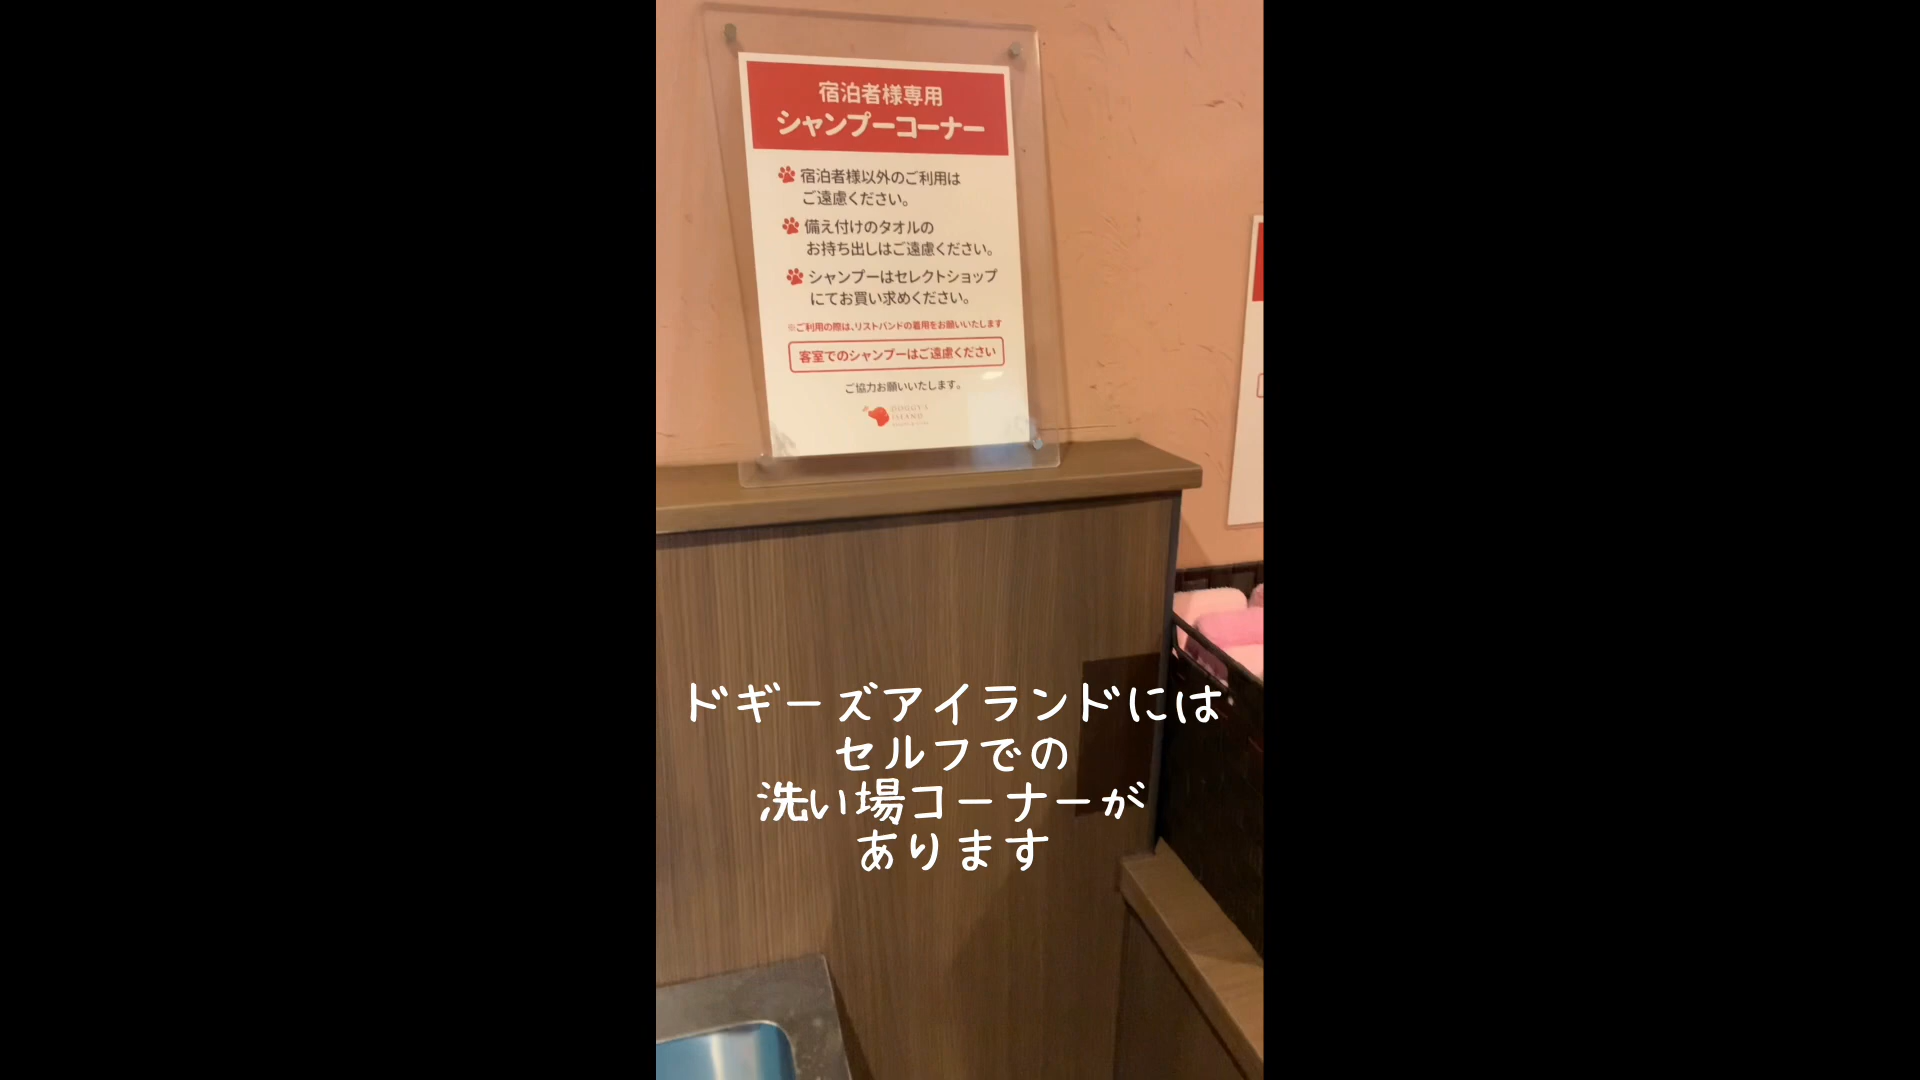 宿泊者様専用
シャンプーコーナー
宿泊者様以外のご利用は
ご遠慮ください。
備え付けのタオルの
お持ち出しはご遠慮ください。
シャンプーはセレクトショップ
にてお買い求めください。
※ご利用の際は、リストバンドの着用をお願いいたします
客室でのシャンプーはご遠慮ください
ご協力お願いいたします。
DOGGY'S
ISLAND
ドギーズアイランドには
セルフでの
洗い場コーナーが
あります